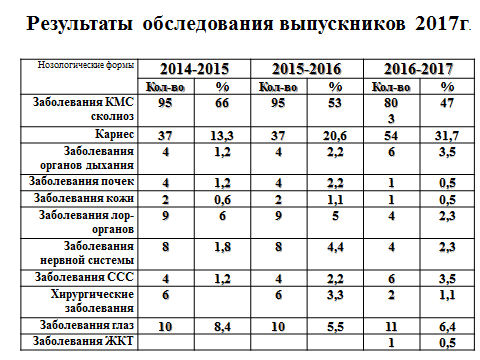 Результаты обследования выпускников 2017г.
Нозологические формы 2014-2015 2015-2016 2016-2017
Кол-во % Кол-во % Кол-во %
Заболевания КМС 95 66 95 53 80 47
сколиоз 3
Кариес 37 13,3 37 20,6 54 31,7
Заболевания 4 1,2 4 2,2 6 3,5
органов дыхания
Заболевание почек 4 1,2 4 2,2 1 0,5
Заболевания кожи 2 0,6 2 1,1 1 0,5
Заболевания лор- 9 6 9 5 4 2,3
органов
Заболевания 8 1,8 8 4,4 4 2,3
нервной системы
Заболевания ССС 4 1,2 4 2,2 6 3,5
Хирургические 6 6 3,3 2 1,1
заболевания
Заболевания глаз 10 8,4 10 5,5 11 6,4
Заболевания ЖКТ 1 0,5